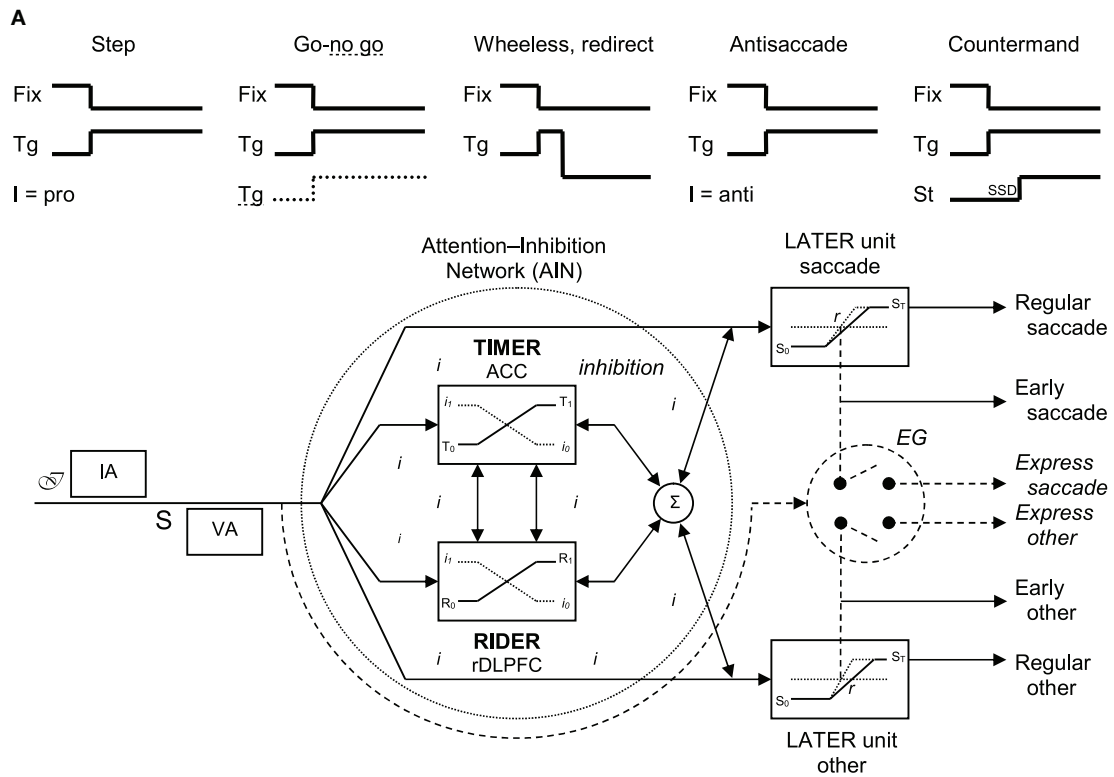 A
Step
Go-no go
Wheeless, redirect
Antisaccade
Countermand
Fix
Fix
Fix
Fix
Fix
Tg
Tg
Tg
Tg
Tg
I = pro
Tg
I = anti
St
SSD
Attention–Inhibition
Network (AIN)
LATER unit
saccade
S₀
r
S_T
Regular
saccade
TIMER
ACC
inhibition
i
i
i₁
T₁
T₀
i₀
Early
saccade
EG
IA
i
Express
saccade
S
i
i
Σ
Express
other
VA
i
i₁
R₁
R₀
i₀
i
Early
other
RIDER
rDLPFC
i
i
S₀
r
S_T
Regular
other
LATER unit
other